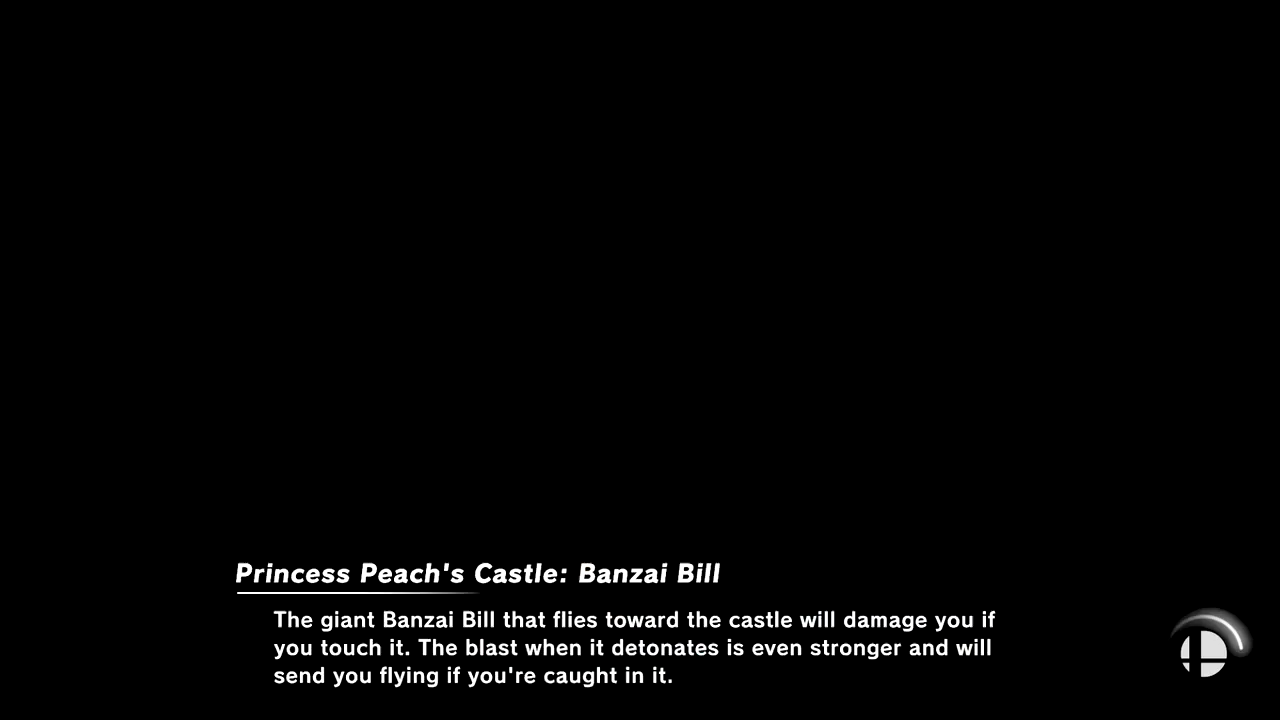 Princess Peach's Castle: Banzai Bill
The giant Banzai Bill that flies toward the castle will damage you if
you touch it. The blast when it detonates is even stronger and will
send you flying if you're caught in it.